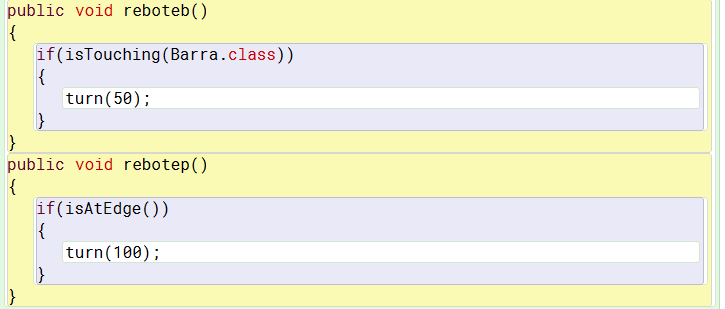 public void reboteb()
{
if(isTouching(Barra.class))
{
turn(50);
}
}
public void rebotep()
{
if(isAtEdge())
{
turn(100);
}
}